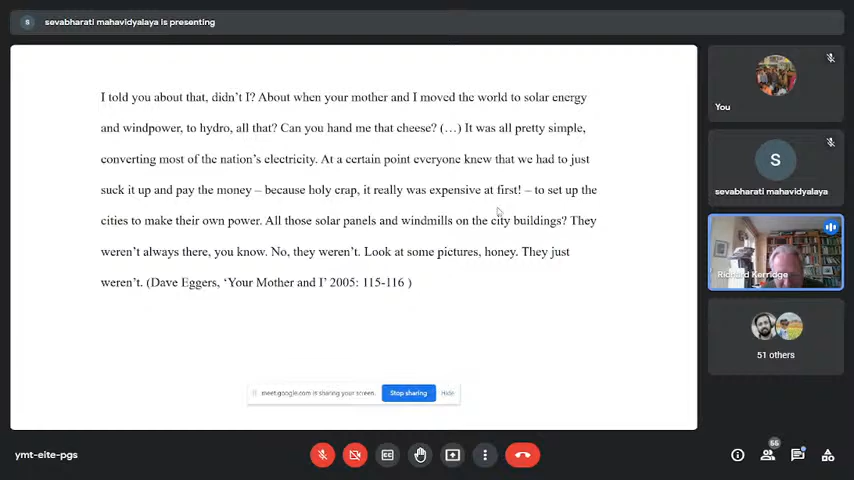 S
sevabharati mahavidyalaya is presenting
I told you about that, didn't I? About when your mother and I moved the world to solar energy
and windpower, to hydro, all that? Can you hand me that cheese? (…) It was all pretty simple,
converting most of the nation's electricity. At a certain point everyone knew that we had to just
suck it up and pay the money – because holy crap, it really was expensive at first! – to set up the
cities to make their own power. All those solar panels and windmills on the city buildings? They
weren't always there, you know. No, they weren't. Look at some pictures, honey. They just
weren't. (Dave Eggers, 'Your Mother and I' 2005: 115-116 )
meet.google.com is sharing your screen.
Stop sharing
Hide
You
S
sevabharati mahavidyalaya
Richard Kerridge
51 others
ymt-eite-pgs
55